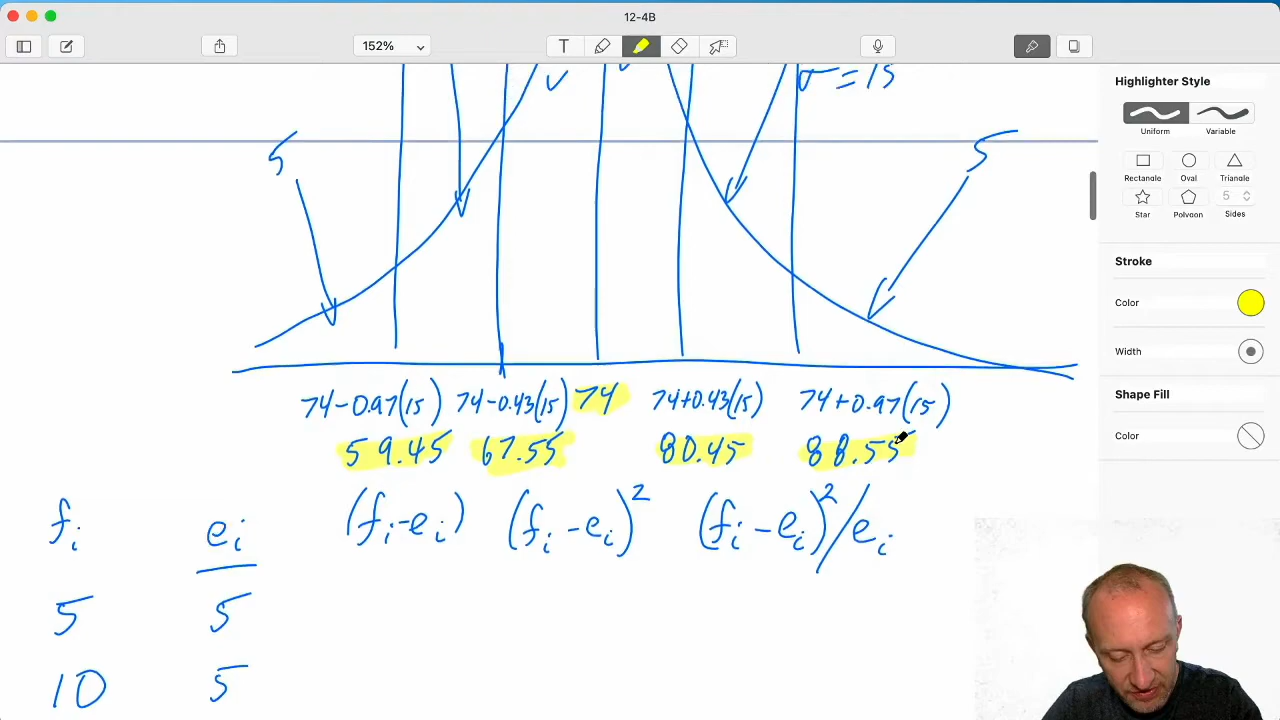 12-4B
152%
T
Highlighter Style
Uniform Variable
Rectangle Oval Triangle
5
Star Polygon Sides
Stroke
Color
Width
Shape Fill
Color
σ = 15
5 5
74-0.97(15) 74-0.43(15) 74 74+0.43(15) 74+0.97(15)
59.45 67.55 80.45 88.55
fᵢ eᵢ (fᵢ-eᵢ) (fᵢ-eᵢ)² (fᵢ-eᵢ)²/eᵢ
5 5
10 5